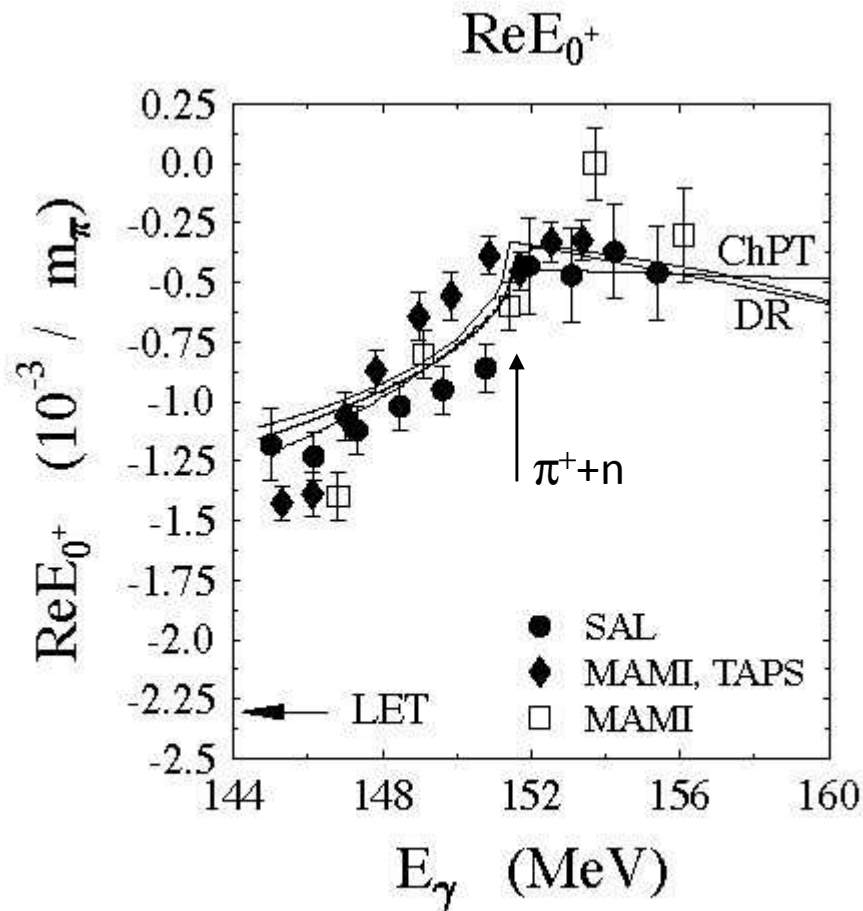 ReE₀⁺
0.25
0.0
-0.25
-0.5
-0.75
-1.0
-1.25
-1.5
-1.75
-2.0
-2.25
-2.5
ReE₀⁺ (10⁻³ / mπ)
ChPT
DR
π⁺+n
SAL
MAMI, TAPS
LET
MAMI
144 148 152 156 160
Eγ (MeV)